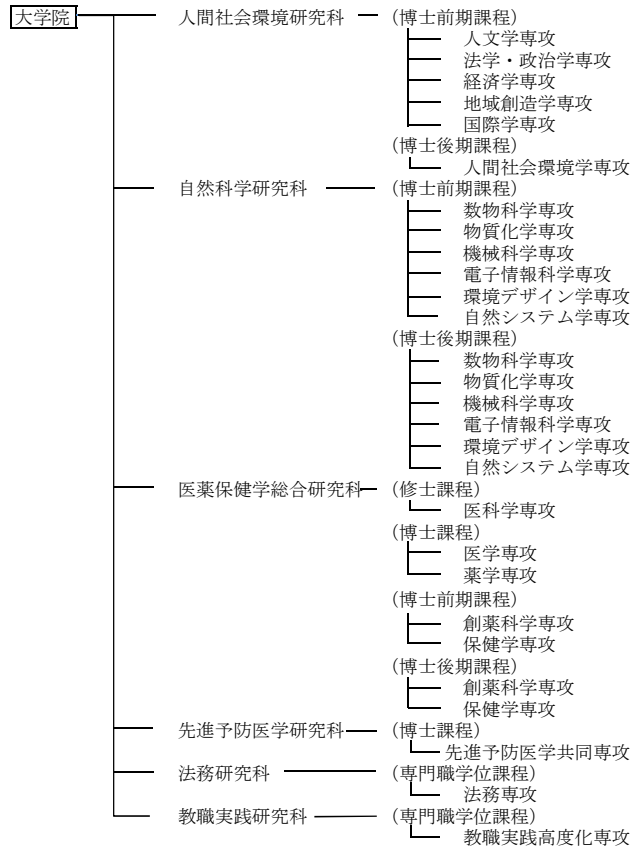 大学院 人間社会環境研究科 (博士前期課程)
人文学専攻
法学・政治学専攻
経済学専攻
地域創造学専攻
国際学専攻
(博士後期課程)
人間社会環境学専攻
自然科学研究科 (博士前期課程)
数物科学専攻
物質化学専攻
機械科学専攻
電子情報科学専攻
環境デザイン学専攻
自然システム学専攻
(博士後期課程)
数物科学専攻
物質化学専攻
機械科学専攻
電子情報科学専攻
環境デザイン学専攻
自然システム学専攻
医薬保健学総合研究科 (修士課程)
医科学専攻
(博士課程)
医学専攻
薬学専攻
(博士前期課程)
創薬科学専攻
保健学専攻
(博士後期課程)
創薬科学専攻
保健学専攻
先進予防医学研究科 (博士課程)
先進予防医学共同専攻
法務研究科 (専門職学位課程)
法務専攻
教職実践研究科 (専門職学位課程)
教職実践高度化専攻